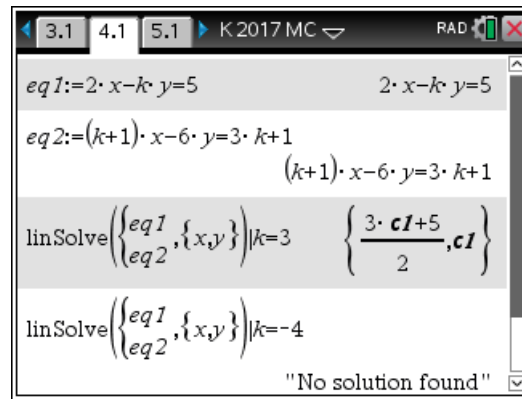 3.1 4.1 5.1 K 2017 MC RAD
eq1:=2·x−k·y=5 2·x−k·y=5
eq2:=(k+1)·x−6·y=3·k+1
(k+1)·x−6·y=3·k+1
linSolve({eq1 eq2,{x,y})|k=3 {(3·c1+5)/2,c1}
linSolve({eq1 eq2,{x,y})|k=−4
"No solution found"